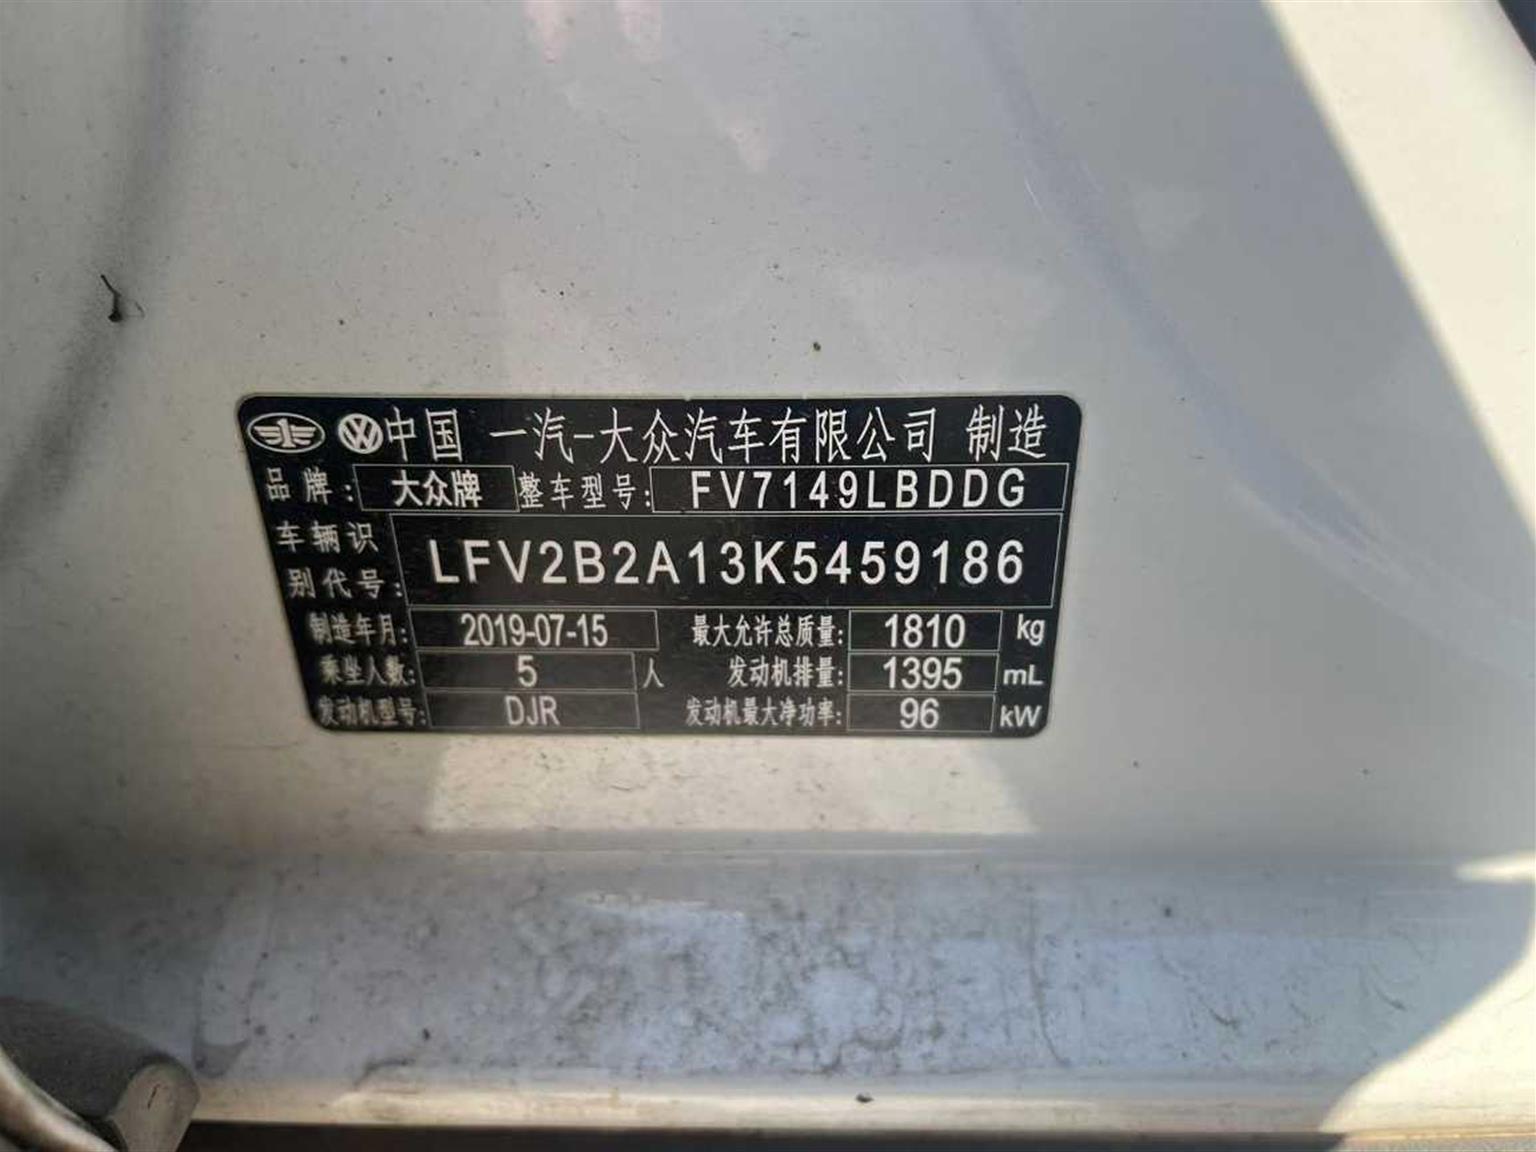 中国 一汽-大众汽车有限公司 制造
品牌: 大众牌 整车型号: FV7149LBDDG
车辆识别代号: LFV2B2A13K5459186
制造年月: 2019-07-15 最大允许总质量: 1810 kg
乘坐人数: 5 人 发动机排量: 1395 mL
发动机型号: DJR 发动机最大净功率: 96 kW